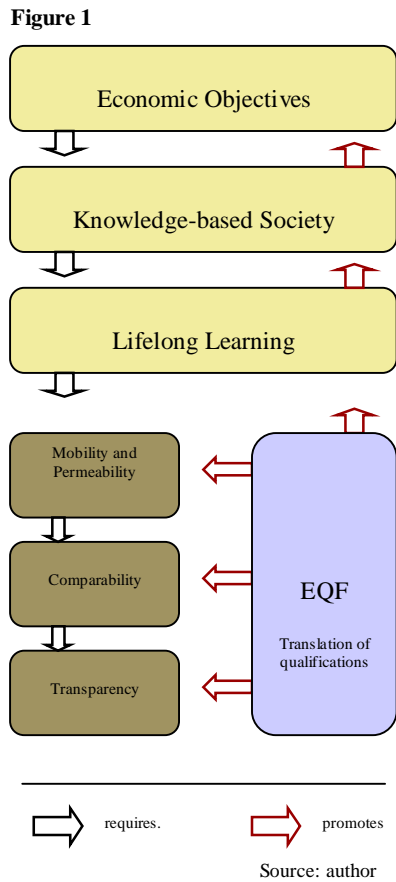 Figure 1
Economic Objectives
Knowledge-based Society
Lifelong Learning
Mobility and
Permeability
Comparability
Transparency
EQF
Translation of
qualifications
requires.
promotes
Source: author